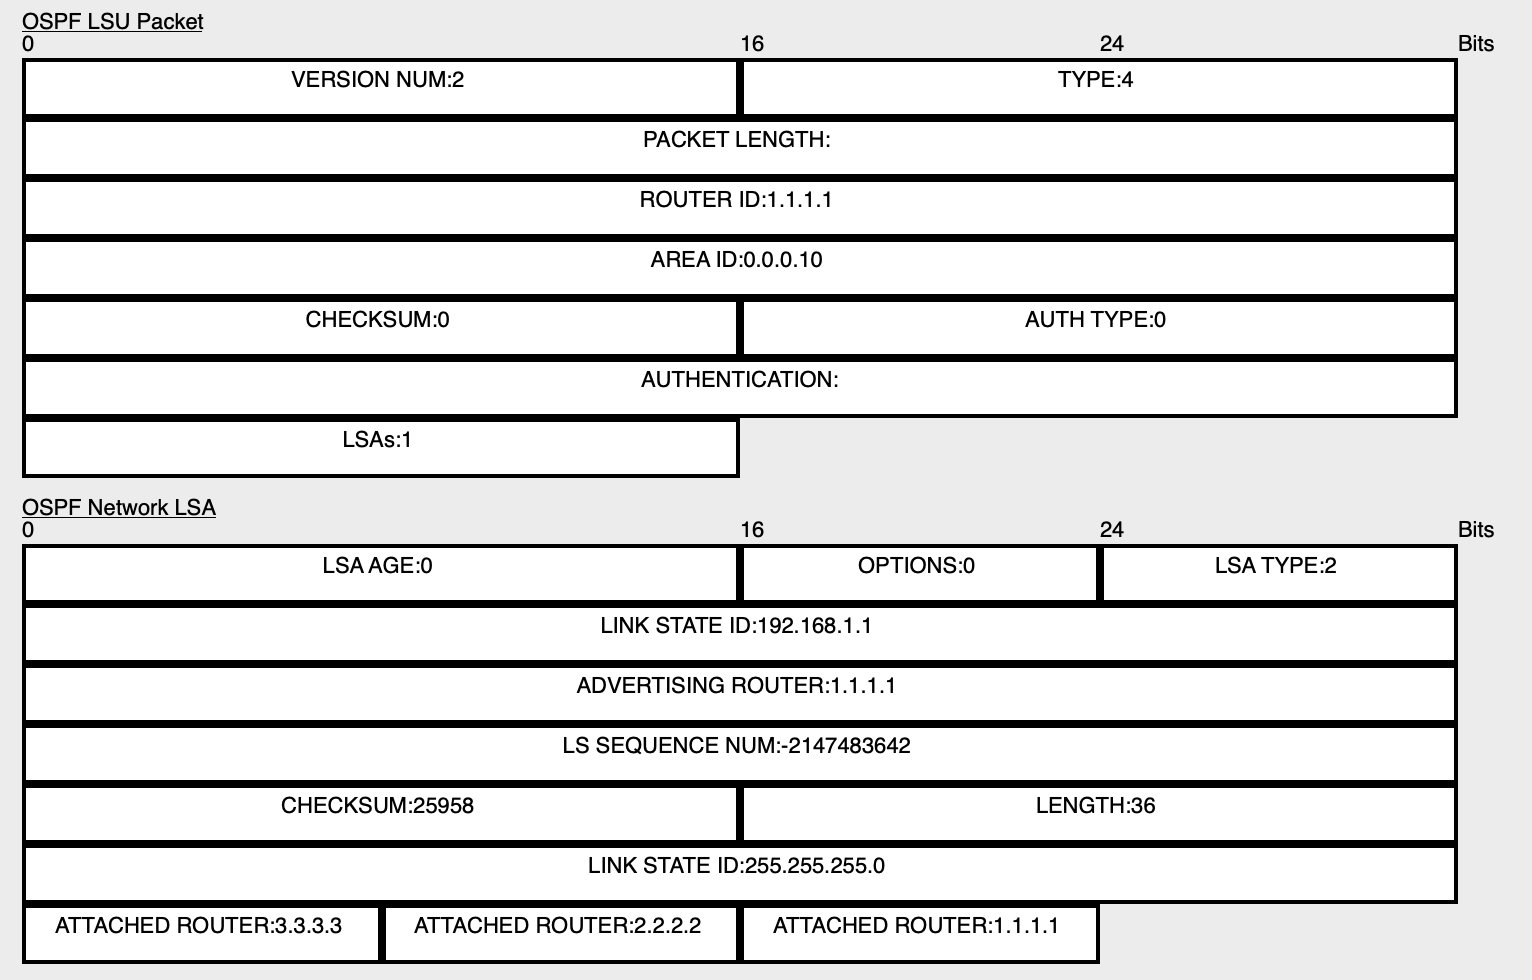 OSPF LSU Packet
0 16 24 Bits
VERSION NUM:2 TYPE:4
PACKET LENGTH:
ROUTER ID:1.1.1.1
AREA ID:0.0.0.10
CHECKSUM:0 AUTH TYPE:0
AUTHENTICATION:
LSAs:1
OSPF Network LSA
0 16 24 Bits
LSA AGE:0 OPTIONS:0 LSA TYPE:2
LINK STATE ID:192.168.1.1
ADVERTISING ROUTER:1.1.1.1
LS SEQUENCE NUM:-2147483642
CHECKSUM:25958 LENGTH:36
LINK STATE ID:255.255.255.0
ATTACHED ROUTER:3.3.3.3 ATTACHED ROUTER:2.2.2.2 ATTACHED ROUTER:1.1.1.1